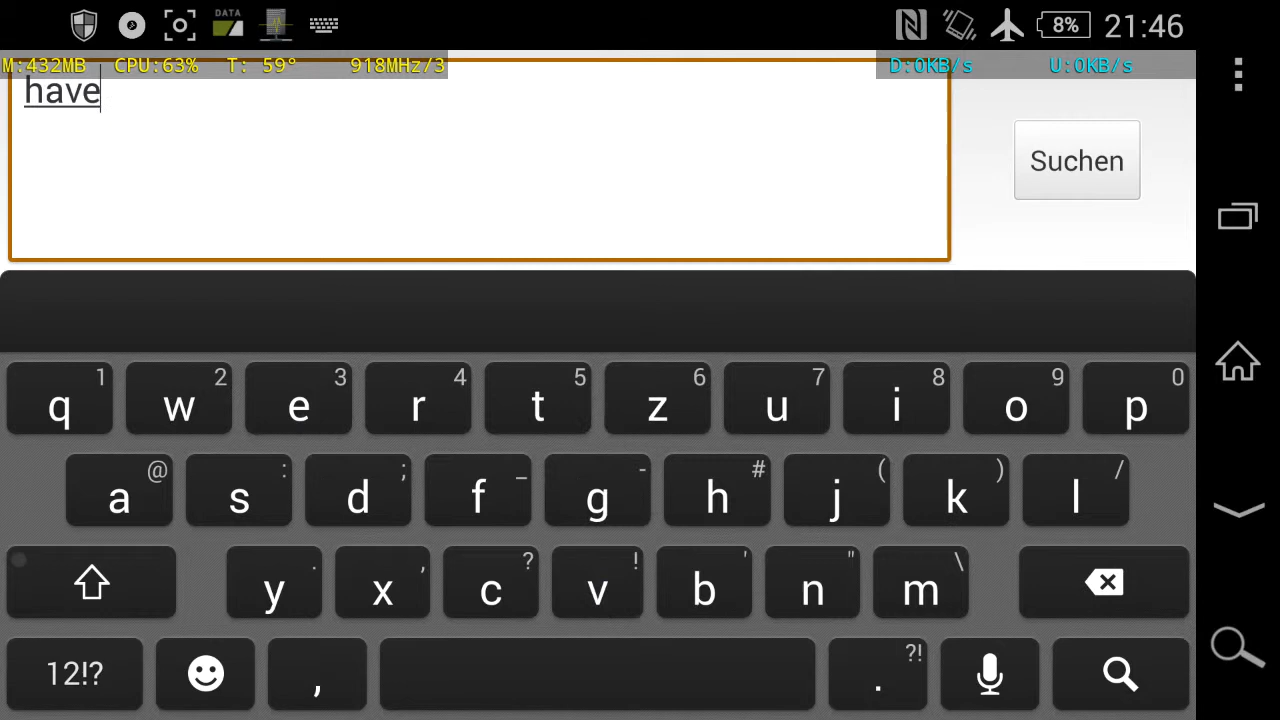 DATA 8% 21:46
M:432MB CPU:63% T: 59° 918MHz/3 D:0KB/s U:0KB/s
have
Suchen
1 2 3 4 5 6 7 8 9 0
q w e r t z u i o p
@ : ; _ - # ( ) /
a s d f g h j k l
. , ? ! ' " \
y x c v b n m
12!? , . ?!